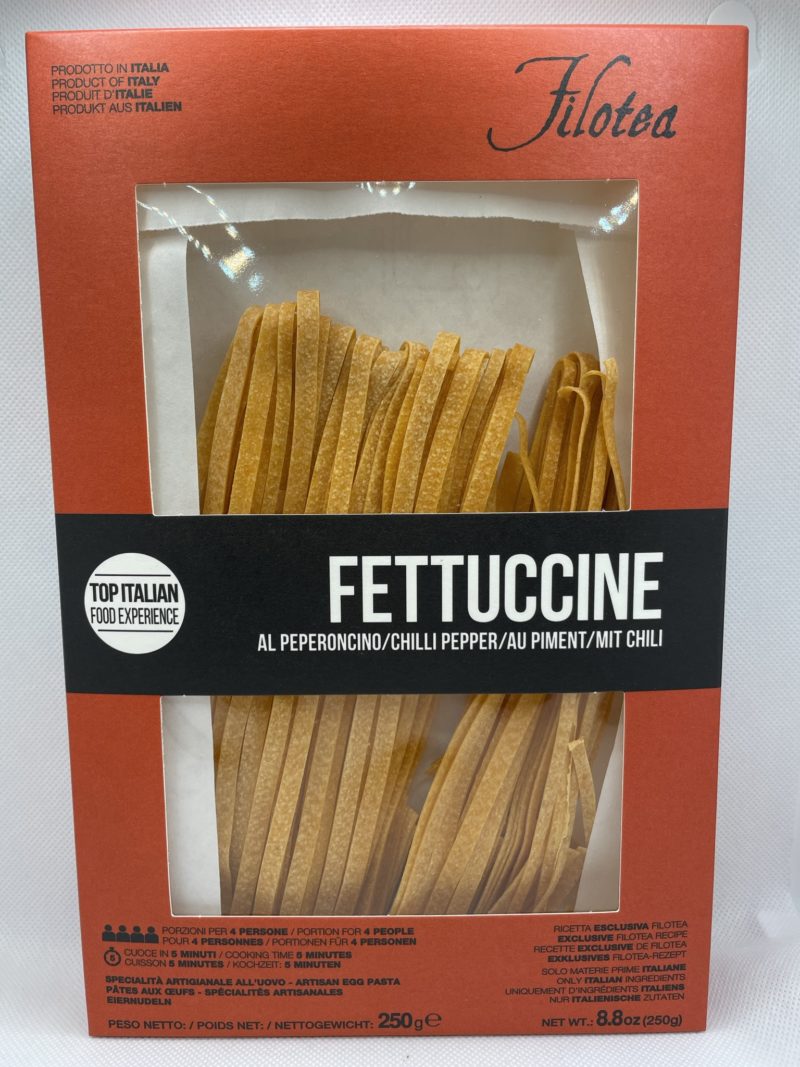 PRODOTTO IN ITALIA
PRODUCT OF ITALY
PRODUIT D'ITALIE
PRODUKT AUS ITALIEN
Filotea
TOP ITALIAN
FOOD EXPERIENCE
FETTUCCINE
AL PEPERONCINO/CHILLI PEPPER/AU PIMENT/MIT CHILI
PORZIONI PER 4 PERSONE / PORTION FOR 4 PEOPLE
POUR 4 PERSONNES / PORTIONEN FÜR 4 PERSONEN
5
CUOCE IN 5 MINUTI / COOKING TIME 5 MINUTES
CUISSON 5 MINUTES / KOCHZEIT: 5 MINUTEN
SPECIALITÀ ARTIGIANALE ALL'UOVO - ARTISAN EGG PASTA
PÂTES AUX ŒUFS - SPÉCIALITÉS ARTISANALES
EIERNUDELN
PESO NETTO: / POIDS NET: / NETTOGEWICHT: 250g℮
RICETTA ESCLUSIVA FILOTEA
EXCLUSIVE FILOTEA RECIPE
RECETTE EXCLUSIVE DE FILOTEA
EXKLUSIVES FILOTEA-REZEPT
SOLO MATERIE PRIME ITALIANE
ONLY ITALIAN INGREDIENTS
UNIQUEMENT D'INGRÉDIENTS ITALIENS
NUR ITALIENISCHE ZUTATEN
NET WT.: 8.8oz (250g)